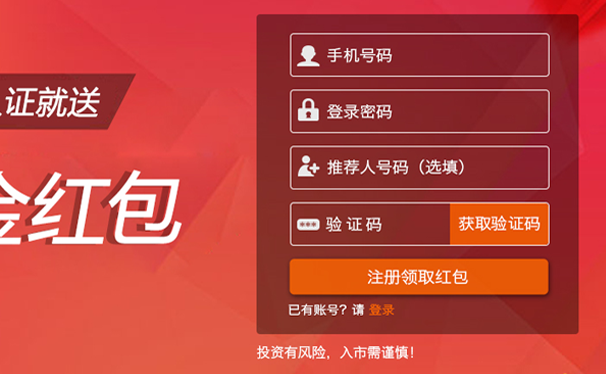 证就送
金红包
手机号码
登录密码
推荐人号码（选填）
验证码
获取验证码
注册领取红包
已有账号？请 登录
投资有风险，入市需谨慎！